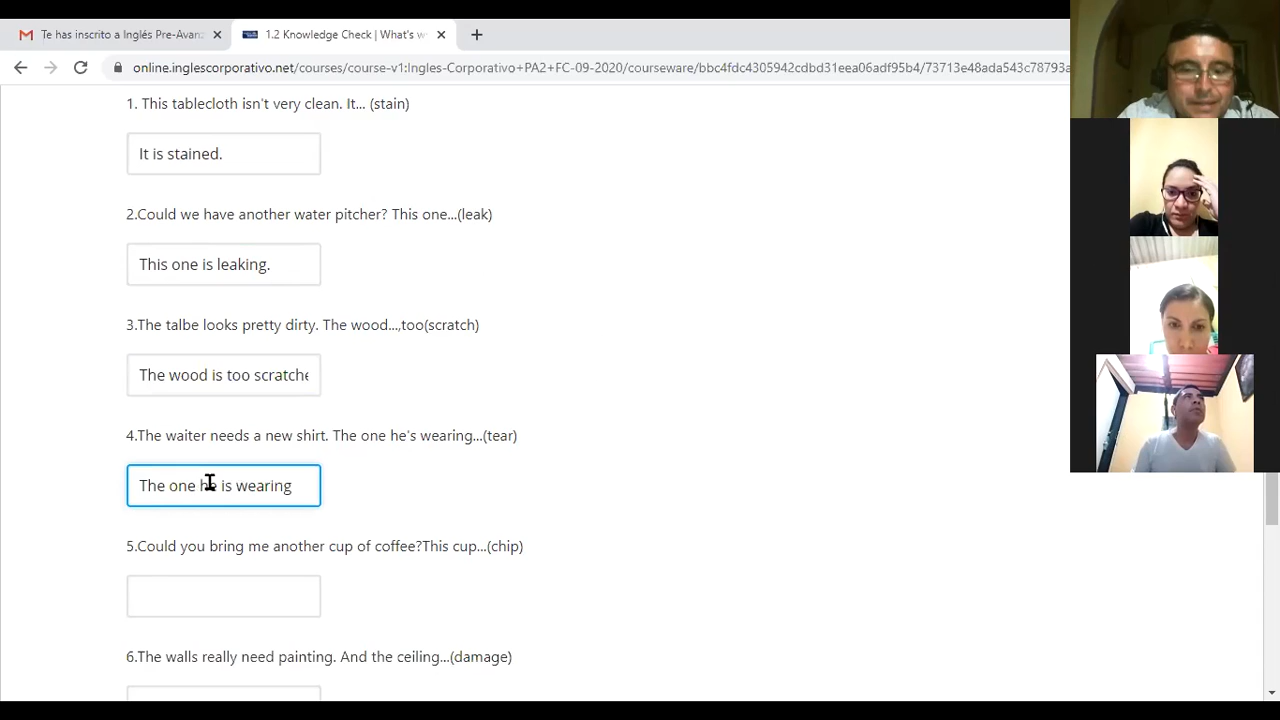 Te has inscrito a Inglés Pre-Avan
1.2 Knowledge Check | What's w
online.inglescorporativo.net/courses/course-v1:Ingles-Corporativo+PA2+FC-09-2020/courseware/bbc4fdc4305942cdbd31eea06adf95b4/73713e48ada543c78793a
1. This tablecloth isn't very clean. It... (stain)
It is stained.
2.Could we have another water pitcher? This one...(leak)
This one is leaking.
3.The talbe looks pretty dirty. The wood...,too(scratch)
The wood is too scratche
4.The waiter needs a new shirt. The one he's wearing...(tear)
The one he is wearing
5.Could you bring me another cup of coffee?This cup...(chip)
6.The walls really need painting. And the ceiling...(damage)